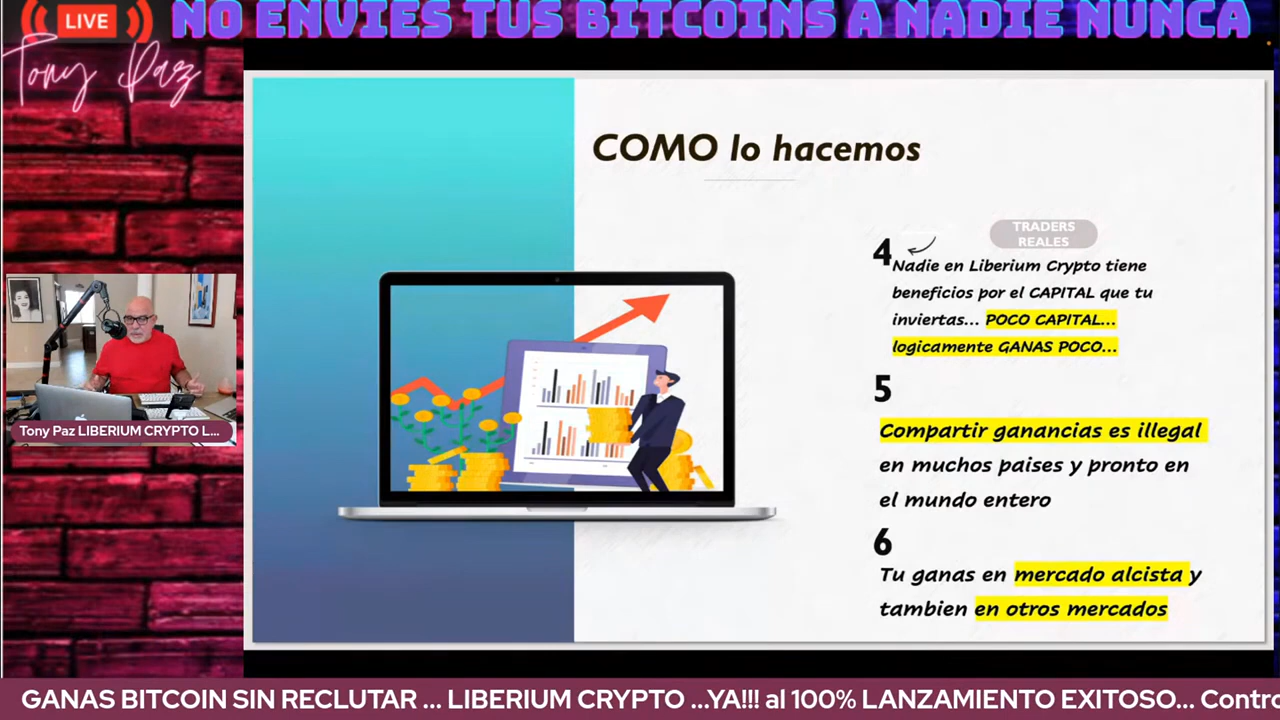 LIVE
NO ENVIES TUS BITCOINS A NADIE NUNCA
Tony Paz
COMO lo hacemos
TRADERS
REALES
4
Nadie en Liberium Crypto tiene
beneficios por el CAPITAL que tu
inviertas... POCO CAPITAL...
logicamente GANAS POCO...
5
Compartir ganancias es illegal
en muchos paises y pronto en
el mundo entero
6
Tu ganas en mercado alcista y
tambien en otros mercados
Tony Paz LIBERIUM CRYPTO L...
GANAS BITCOIN SIN RECLUTAR ... LIBERIUM CRYPTO ...YA!!! al 100% LANZAMIENTO EXITOSO... Contro